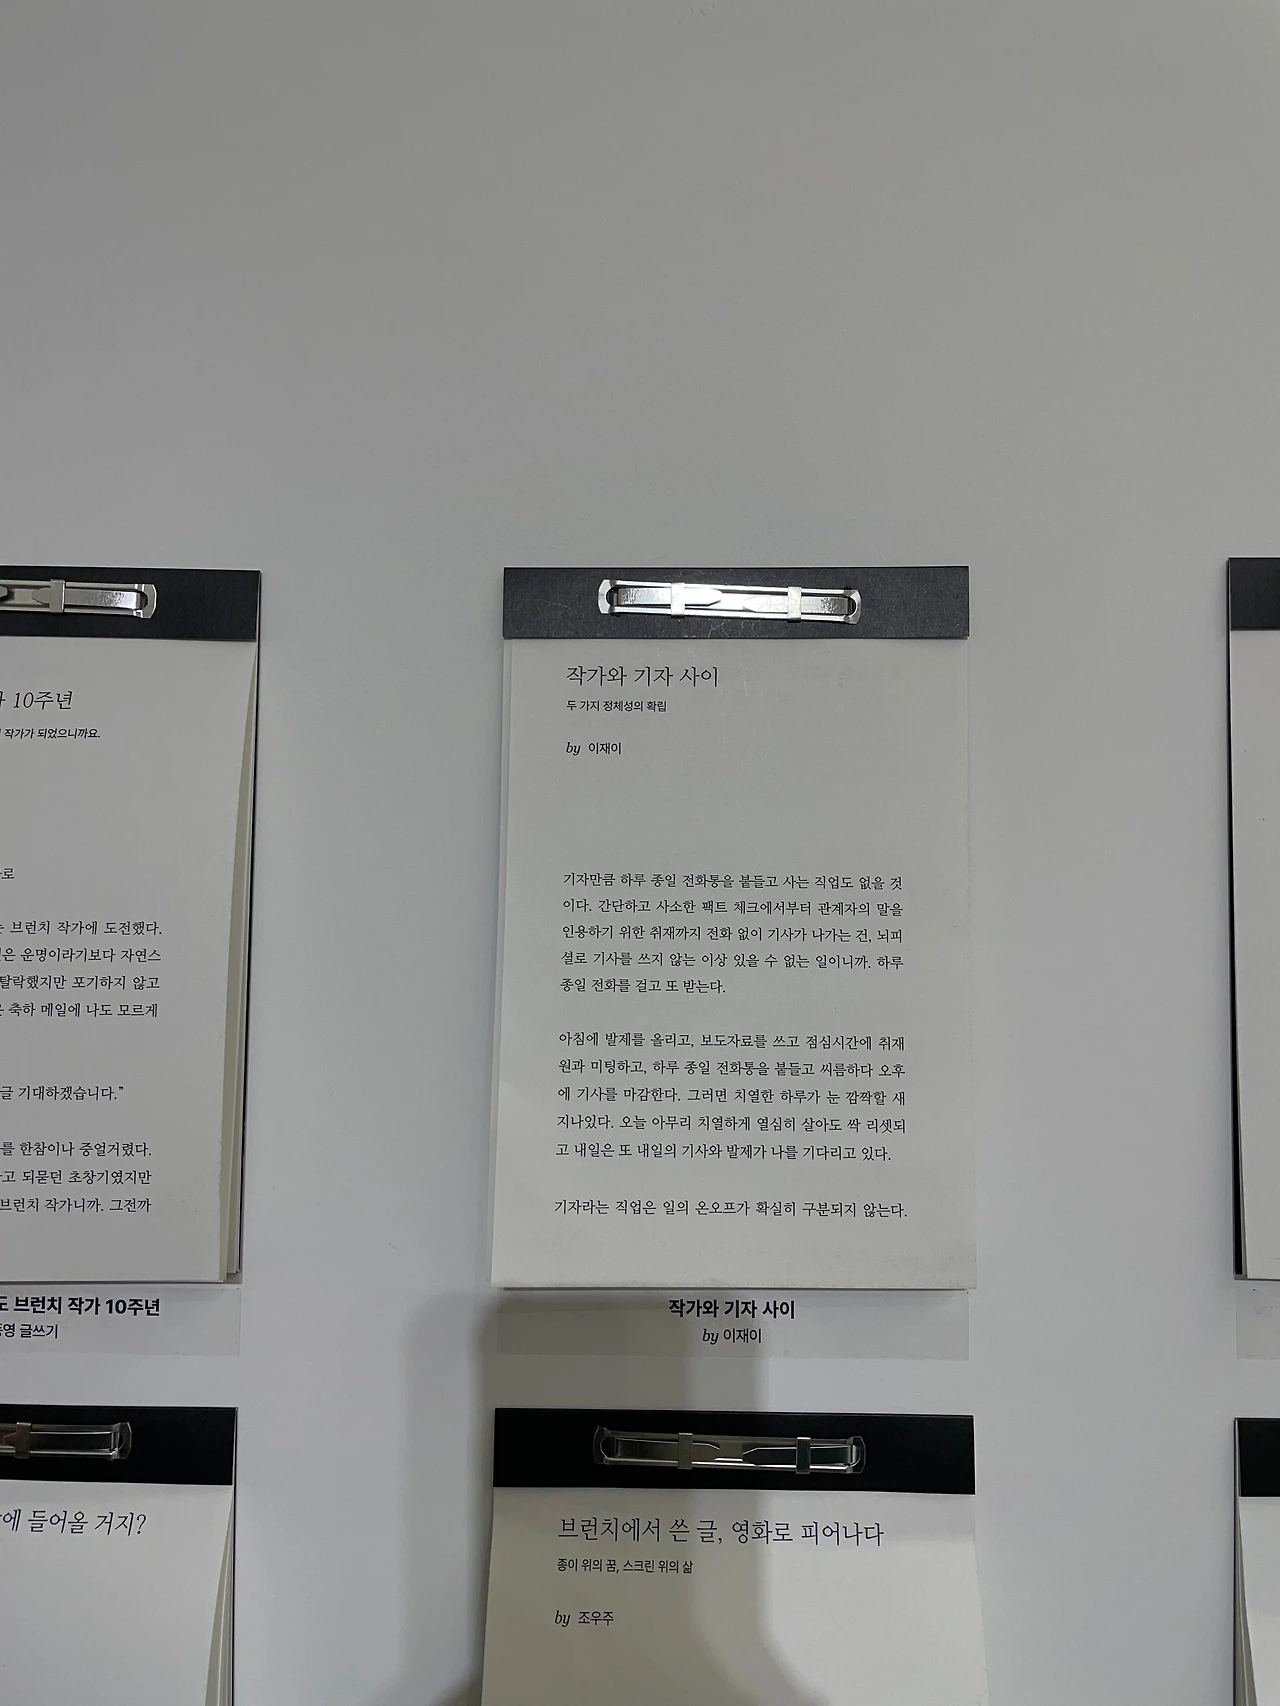 10주년
작가가 되었으니까요.
로
브런치 작가에 도전했다.
은 운명이라기보다 자연스
탈락했지만 포기하지 않고
축하 메일에 나도 모르게
글 기대하겠습니다.”
를 한참이나 중얼거렸다.
고 되묻던 초창기였지만
브런치 작가니까. 그전까
도 브런치 작가 10주년
글쓰기
작가와 기자 사이
두 가지 정체성의 확립
by 이재이
기자만큼 하루 종일 전화통을 붙들고 사는 직업도 없을 것
이다. 간단하고 사소한 팩트 체크에서부터 관계자의 말을
인용하기 위한 취재까지 전화 없이 기사가 나가는 건, 뇌피
셜로 기사를 쓰지 않는 이상 있을 수 없는 일이니까. 하루
종일 전화를 걸고 또 받는다.
아침에 발제를 올리고, 보도자료를 쓰고 점심시간에 취재
원과 미팅하고, 하루 종일 전화통을 붙들고 씨름하다 오후
에 기사를 마감한다. 그러면 치열한 하루가 눈 깜짝할 새
지나있다. 오늘 아무리 치열하게 열심히 살아도 싹 리셋되
고 내일은 또 내일의 기사와 발제가 나를 기다리고 있다.
기자라는 직업은 일의 온오프가 확실히 구분되지 않는다.
작가와 기자 사이
by 이재이
에 들어올 거지?
브런치에서 쓴 글, 영화로 피어나다
종이 위의 꿈, 스크린 위의 삶
by 조우주